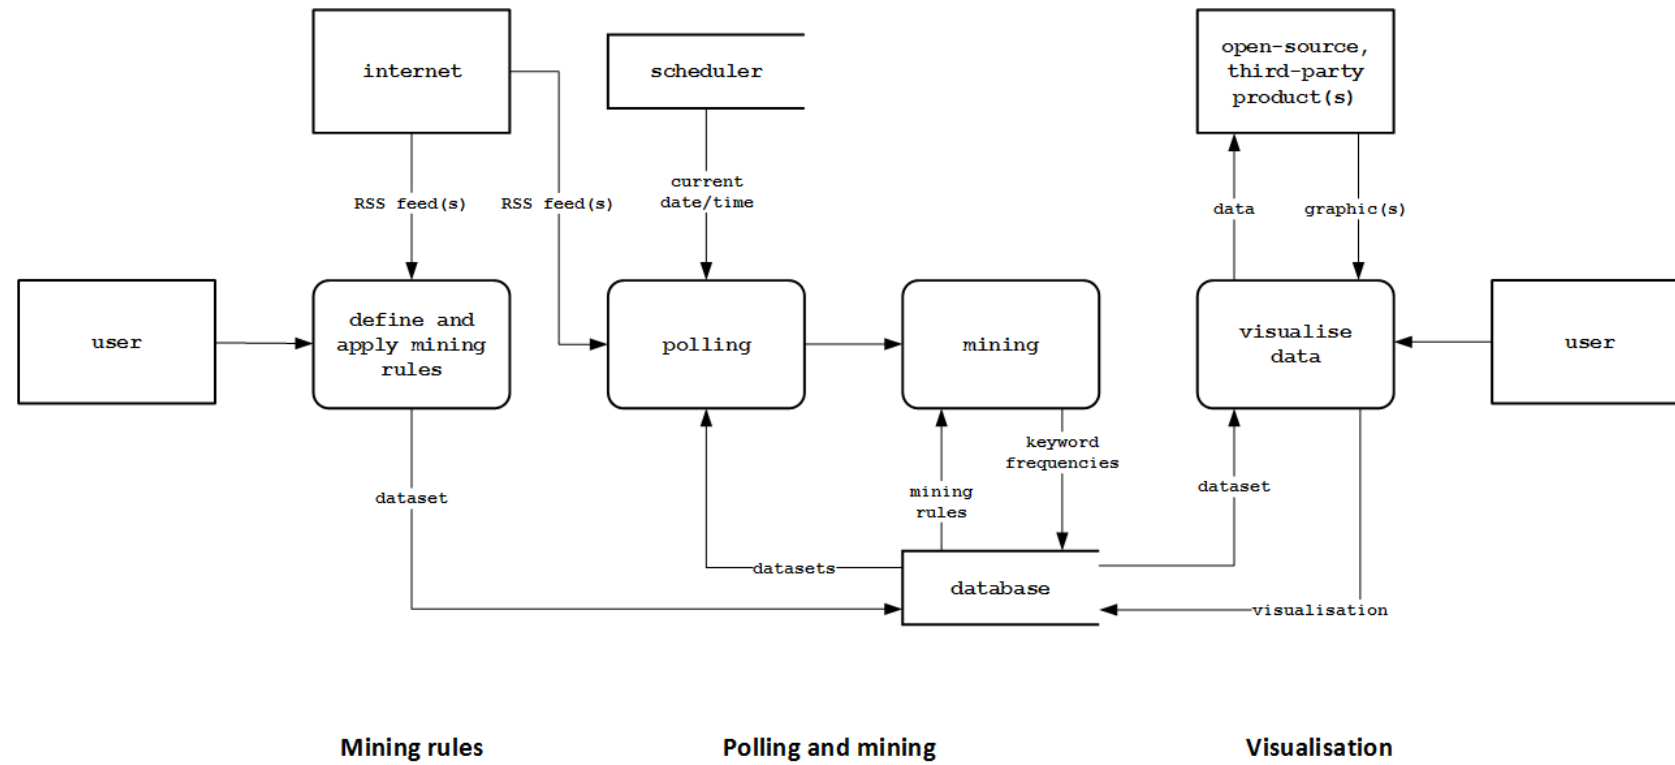 internet
scheduler
open-source,
third-party
product(s)
RSS feed(s)
RSS feed(s)
current
date/time
data
graphic(s)
user
define and
apply mining
rules
polling
mining
visualise
data
user
dataset
mining
rules
keyword
frequencies
dataset
datasets
database
visualisation
Mining rules
Polling and mining
Visualisation